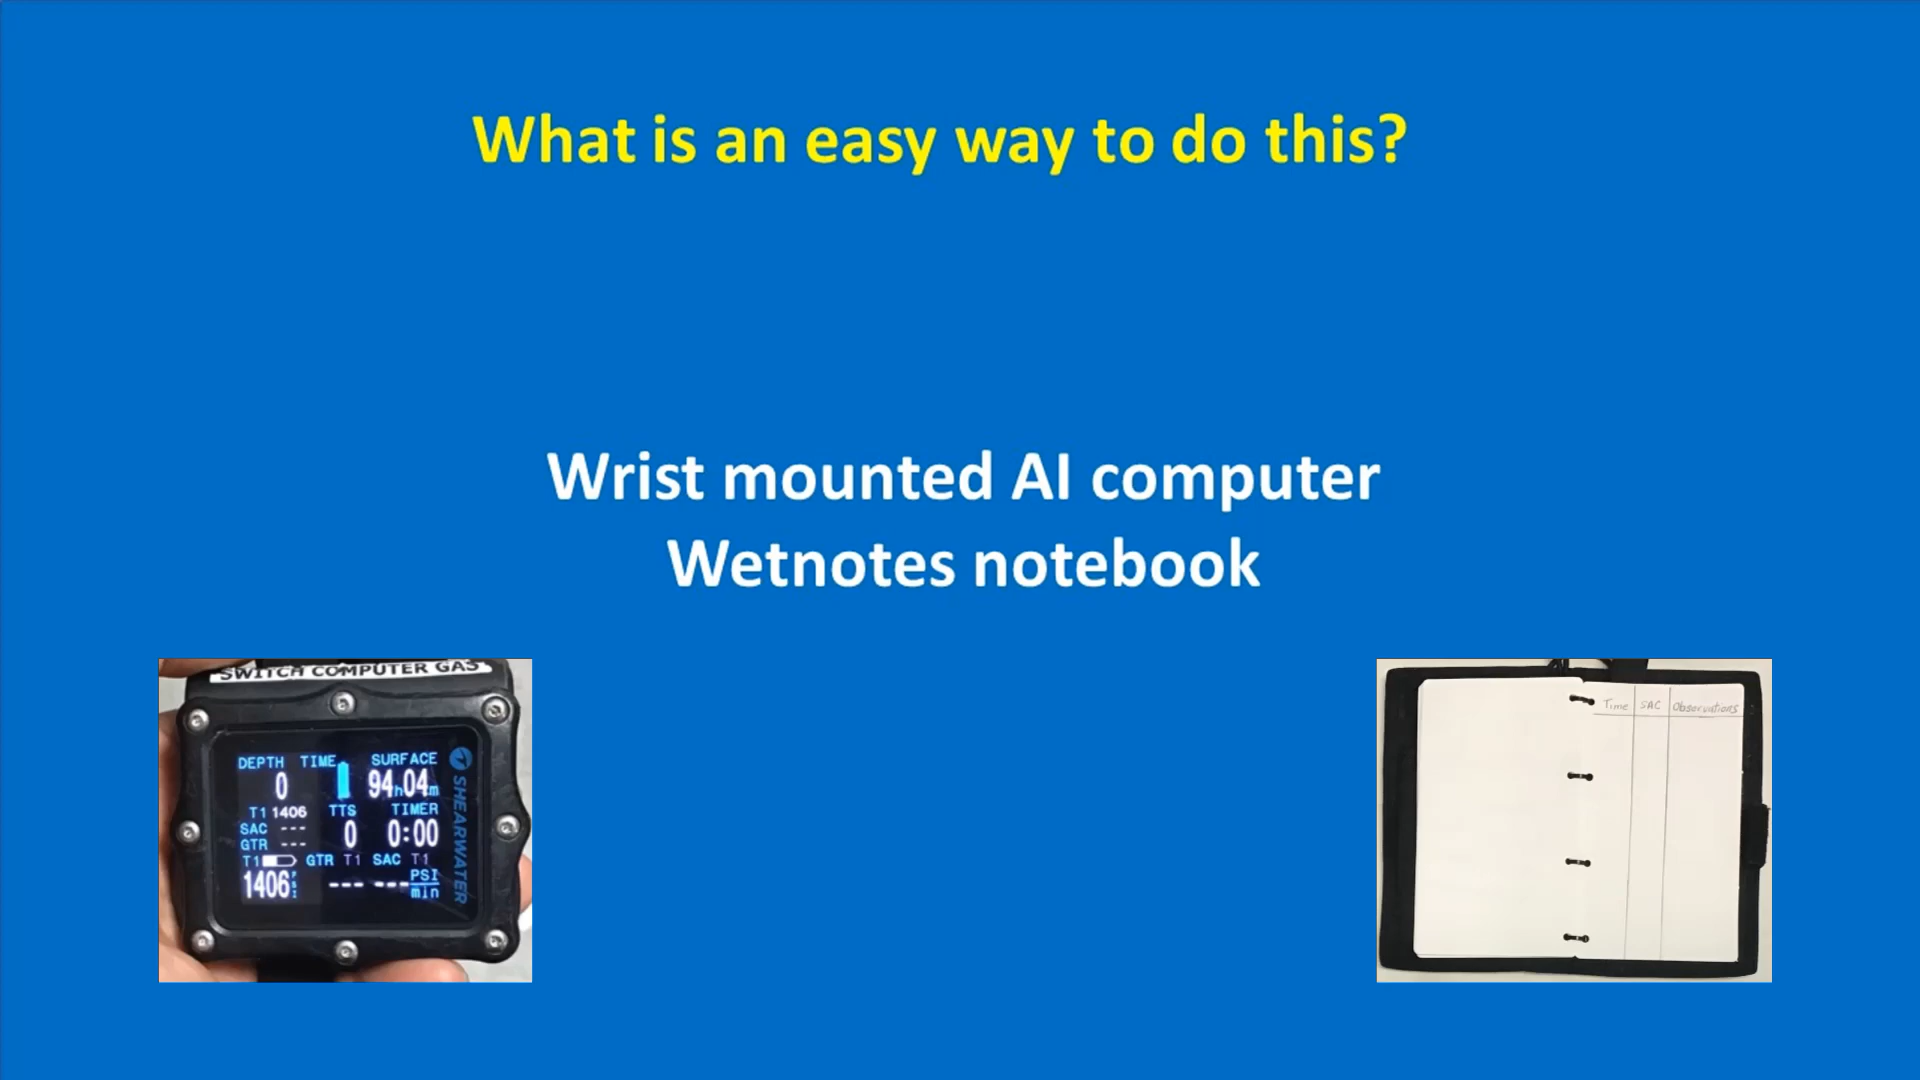 What is an easy way to do this?
Wrist mounted AI computer
Wetnotes notebook
SWITCH COMPUTER GAS
DEPTH TIME SURFACE
0 94h04m
T1 1406 TTS TIMER
SAC --- 0 0:00
GTR ---
T1 GTR T1 SAC T1
1406 PSI --- --- PSI
min
SHEARWATER
Time SAC Observations